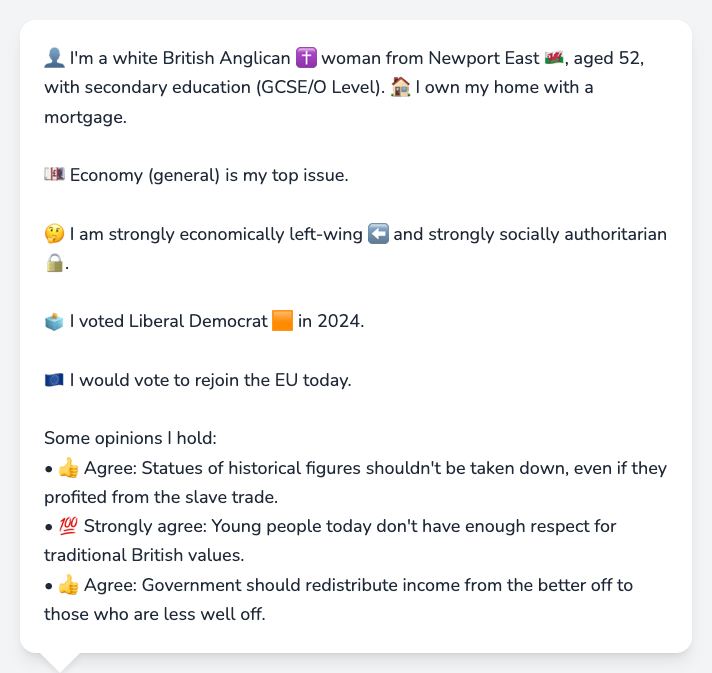 👤 I'm a white British Anglican ✝️ woman from Newport East 🏴󠁧󠁢󠁷󠁬󠁳󠁿, aged 52,
with secondary education (GCSE/O Level). 🏠 I own my home with a
mortgage.
💷 Economy (general) is my top issue.
🤔 I am strongly economically left-wing ⬅️ and strongly socially authoritarian
🔒.
🗳️ I voted Liberal Democrat 🟧 in 2024.
🇪🇺 I would vote to rejoin the EU today.
Some opinions I hold:
• 👍 Agree: Statues of historical figures shouldn't be taken down, even if they
profited from the slave trade.
• 💯 Strongly agree: Young people today don't have enough respect for
traditional British values.
• 👍 Agree: Government should redistribute income from the better off to
those who are less well off.